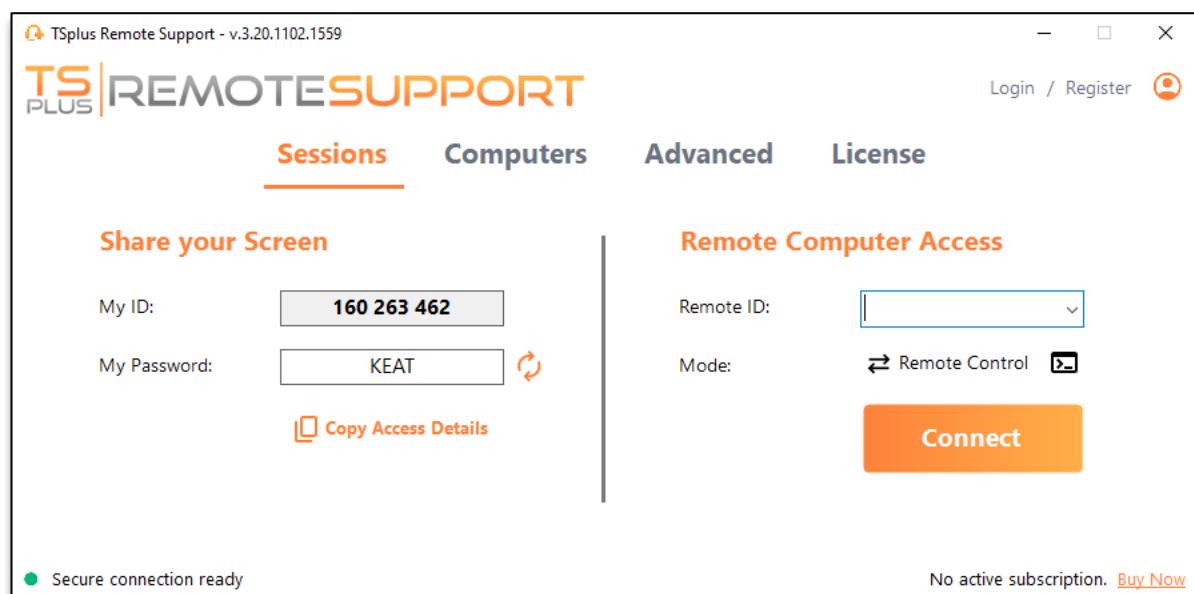 TSplus Remote Support - v.3.20.1102.1559
TS PLUS REMOTESUPPORT
Login / Register
Sessions Computers Advanced License
Share your Screen
My ID: 160 263 462
My Password: KEAT
Copy Access Details
Remote Computer Access
Remote ID:
Mode: Remote Control
Connect
Secure connection ready
No active subscription. Buy Now